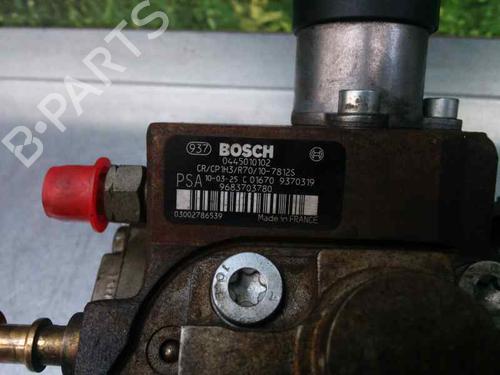 937 BOSCH
0445010102
CR/CP1H3/R70/10-7812S
PSA 10-03-25 C 01670 9370319
9683703780
03002786539 Made in FRANCE
B-PARTS